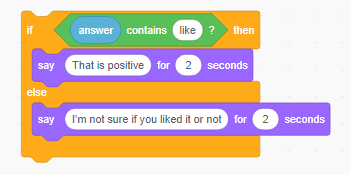 if answer contains like ? then
say That is positive for 2 seconds
else
say I'm not sure if you liked it or not for 2 seconds